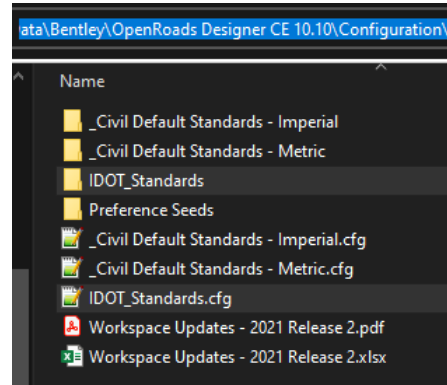 ata\Bentley\OpenRoads Designer CE 10.10\Configuration\
Name
_Civil Default Standards - Imperial
_Civil Default Standards - Metric
IDOT_Standards
Preference Seeds
_Civil Default Standards - Imperial.cfg
_Civil Default Standards - Metric.cfg
IDOT_Standards.cfg
Workspace Updates - 2021 Release 2.pdf
Workspace Updates - 2021 Release 2.xlsx